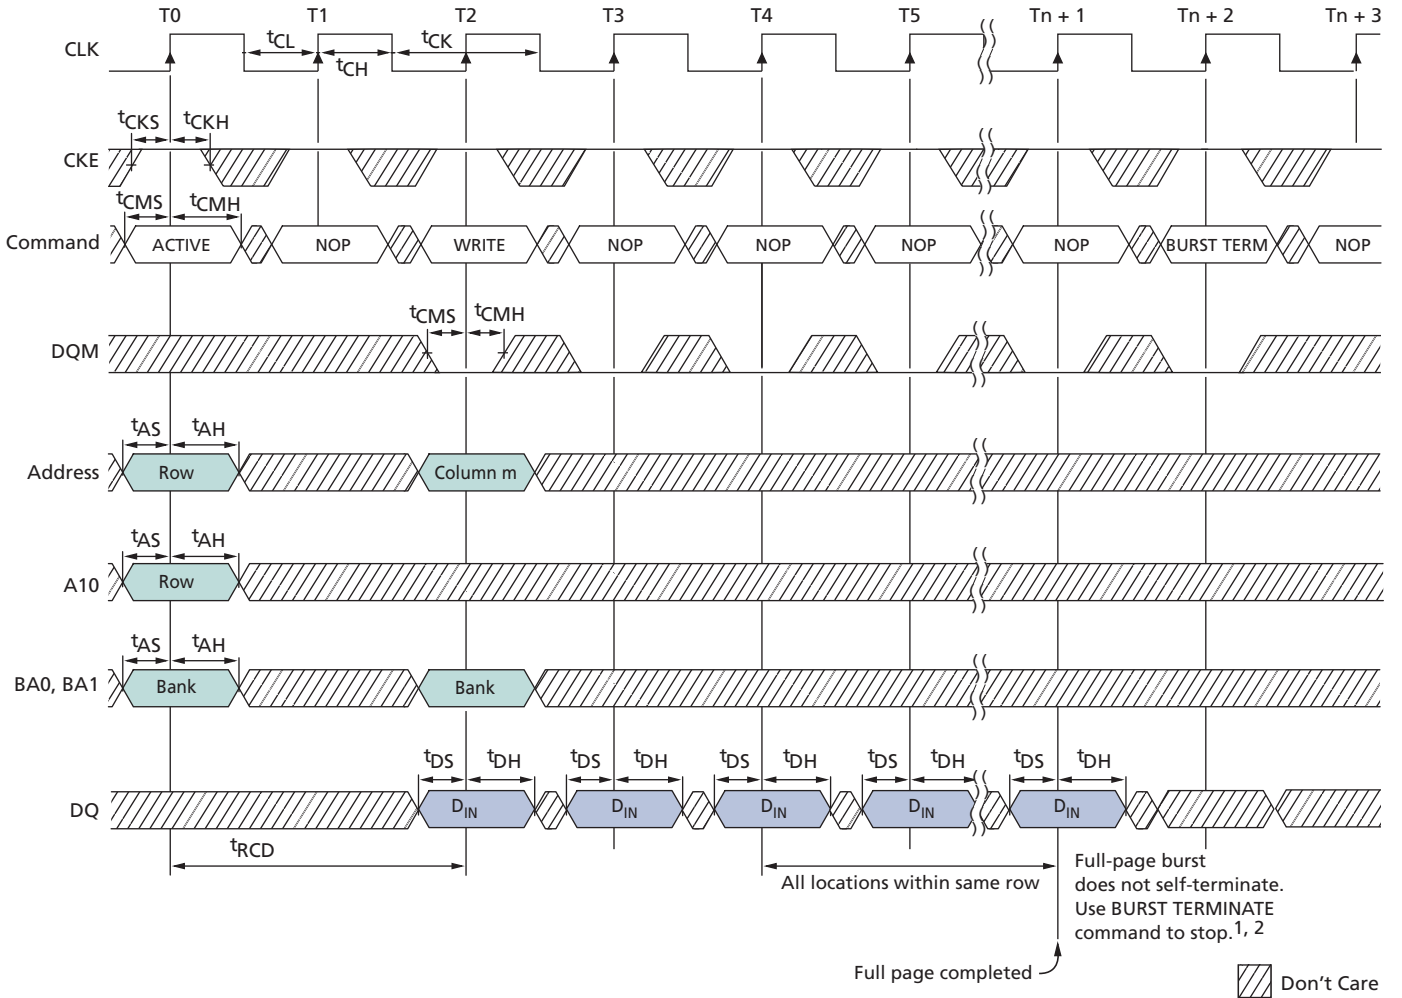 T0 T1 T2 T3 T4 T5 Tn + 1 Tn + 2 Tn + 3
CLK tCL tCH tCK
tCKS tCKH
CKE
tCMS tCMH
Command ACTIVE NOP WRITE NOP NOP NOP NOP BURST TERM NOP
tCMS tCMH
DQM
tAS tAH
Address Row Column m
tAS tAH
A10 Row
tAS tAH
BA0, BA1 Bank Bank
tDS tDH tDS tDH tDS tDH tDS tDH tDS tDH
DQ DIN DIN DIN DIN DIN
tRCD
All locations within same row
Full-page burst
does not self-terminate.
Use BURST TERMINATE
command to stop.1, 2
Full page completed
Don't Care